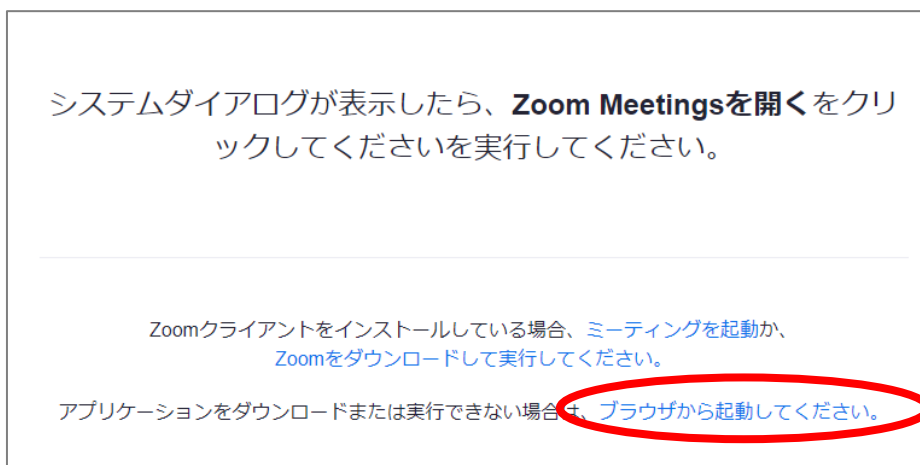 システムダイアログが表示したら、Zoom Meetingsを開くをクリ
ックしてくださいを実行してください。
Zoomクライアントをインストールしている場合、ミーティングを起動か、
Zoomをダウンロードして実行してください。
アプリケーションをダウンロードまたは実行できない場合は、ブラウザから起動してください。